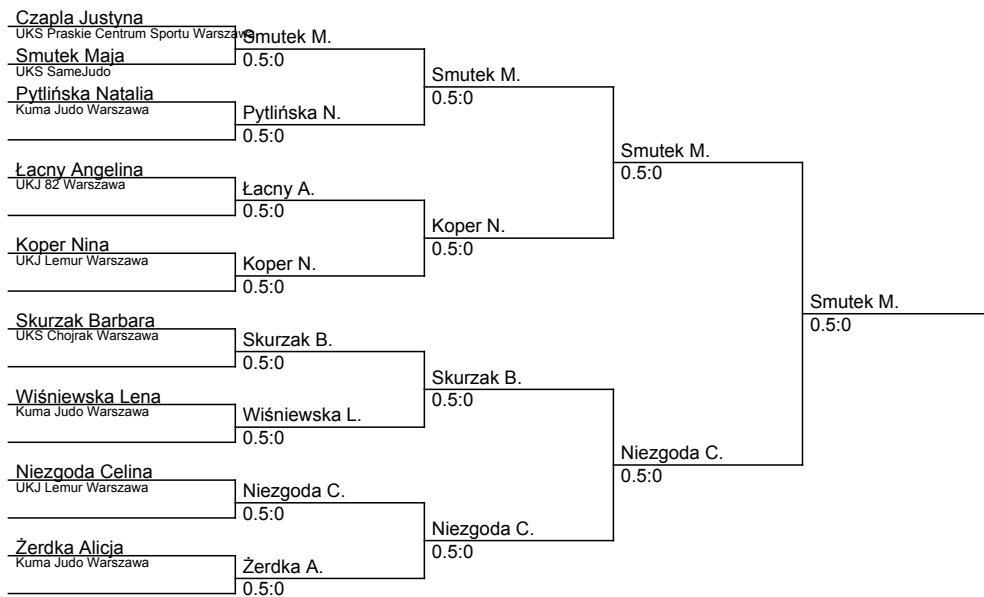 Czapla Justyna
UKS Praskie Centrum Sportu Warszawa
Smutek Maja
UKS SameJudo
Pytlińska Natalia
Kuma Judo Warszawa
Łacny Angelina
UKJ 82 Warszawa
Koper Nina
UKJ Lemur Warszawa
Skurzak Barbara
UKS Chojrak Warszawa
Wiśniewska Lena
Kuma Judo Warszawa
Niezgoda Celina
UKJ Lemur Warszawa
Żerdka Alicja
Kuma Judo Warszawa
Smutek M.
0.5:0
Pytlińska N.
0.5:0
Łacny A.
0.5:0
Koper N.
0.5:0
Skurzak B.
0.5:0
Wiśniewska L.
0.5:0
Niezgoda C.
0.5:0
Żerdka A.
0.5:0
Smutek M.
0.5:0
Koper N.
0.5:0
Skurzak B.
0.5:0
Niezgoda C.
0.5:0
Smutek M.
0.5:0
Niezgoda C.
0.5:0
Smutek M.
0.5:0